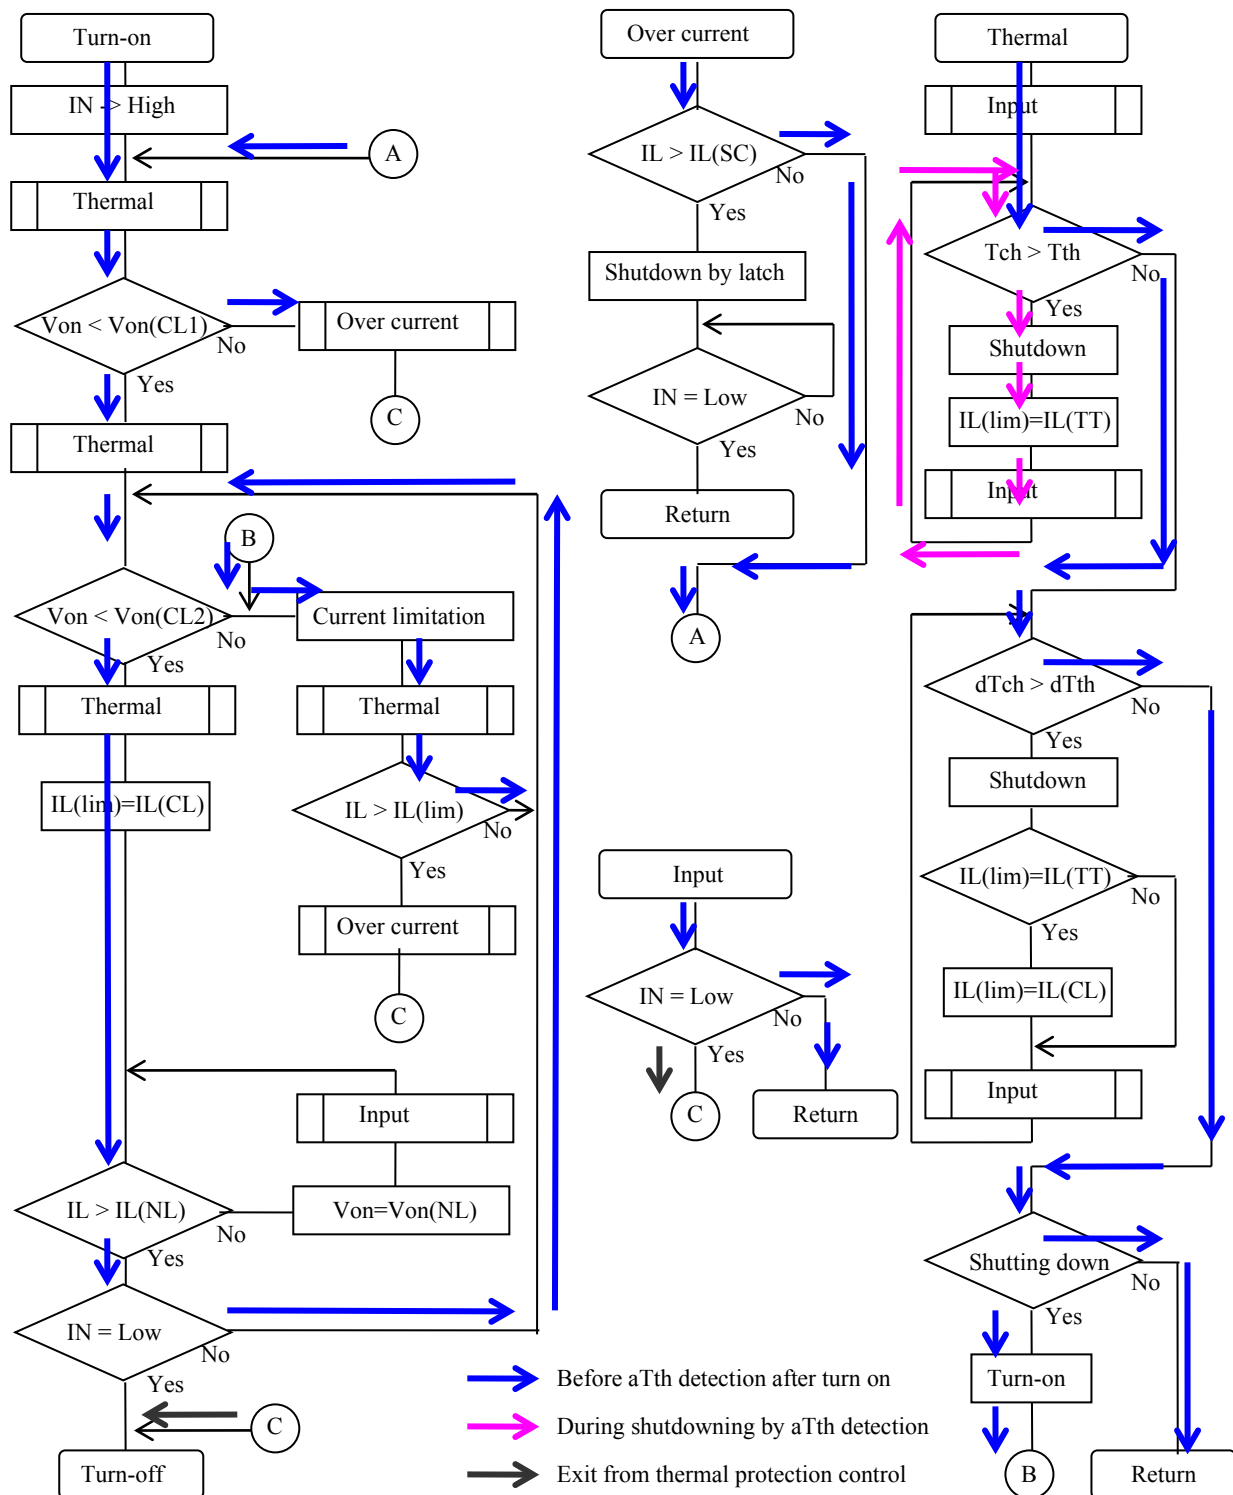 Turn-on
IN -> High
A
Thermal
Von < Von(CL1)
No
Yes
Over current
C
Thermal
B
Von < Von(CL2)
No
Yes
Current limitation
Thermal
Thermal
IL(lim)=IL(CL)
IL > IL(lim)
No
Yes
Over current
C
Input
Von=Von(NL)
IL > IL(NL)
No
Yes
IN = Low
No
Yes
C
Turn-off
Over current
IL > IL(SC)
No
Yes
Shutdown by latch
IN = Low
No
Yes
Return
A
Input
IN = Low
No
Yes
C
Return
Thermal
Input
Tch > Tth
No
Yes
Shutdown
IL(lim)=IL(TT)
Input
dTch > dTth
No
Yes
Shutdown
IL(lim)=IL(TT)
No
Yes
IL(lim)=IL(CL)
Input
Shutting down
No
Yes
Turn-on
B
Return
Before aTth detection after turn on
During shutdowning by aTth detection
Exit from thermal protection control